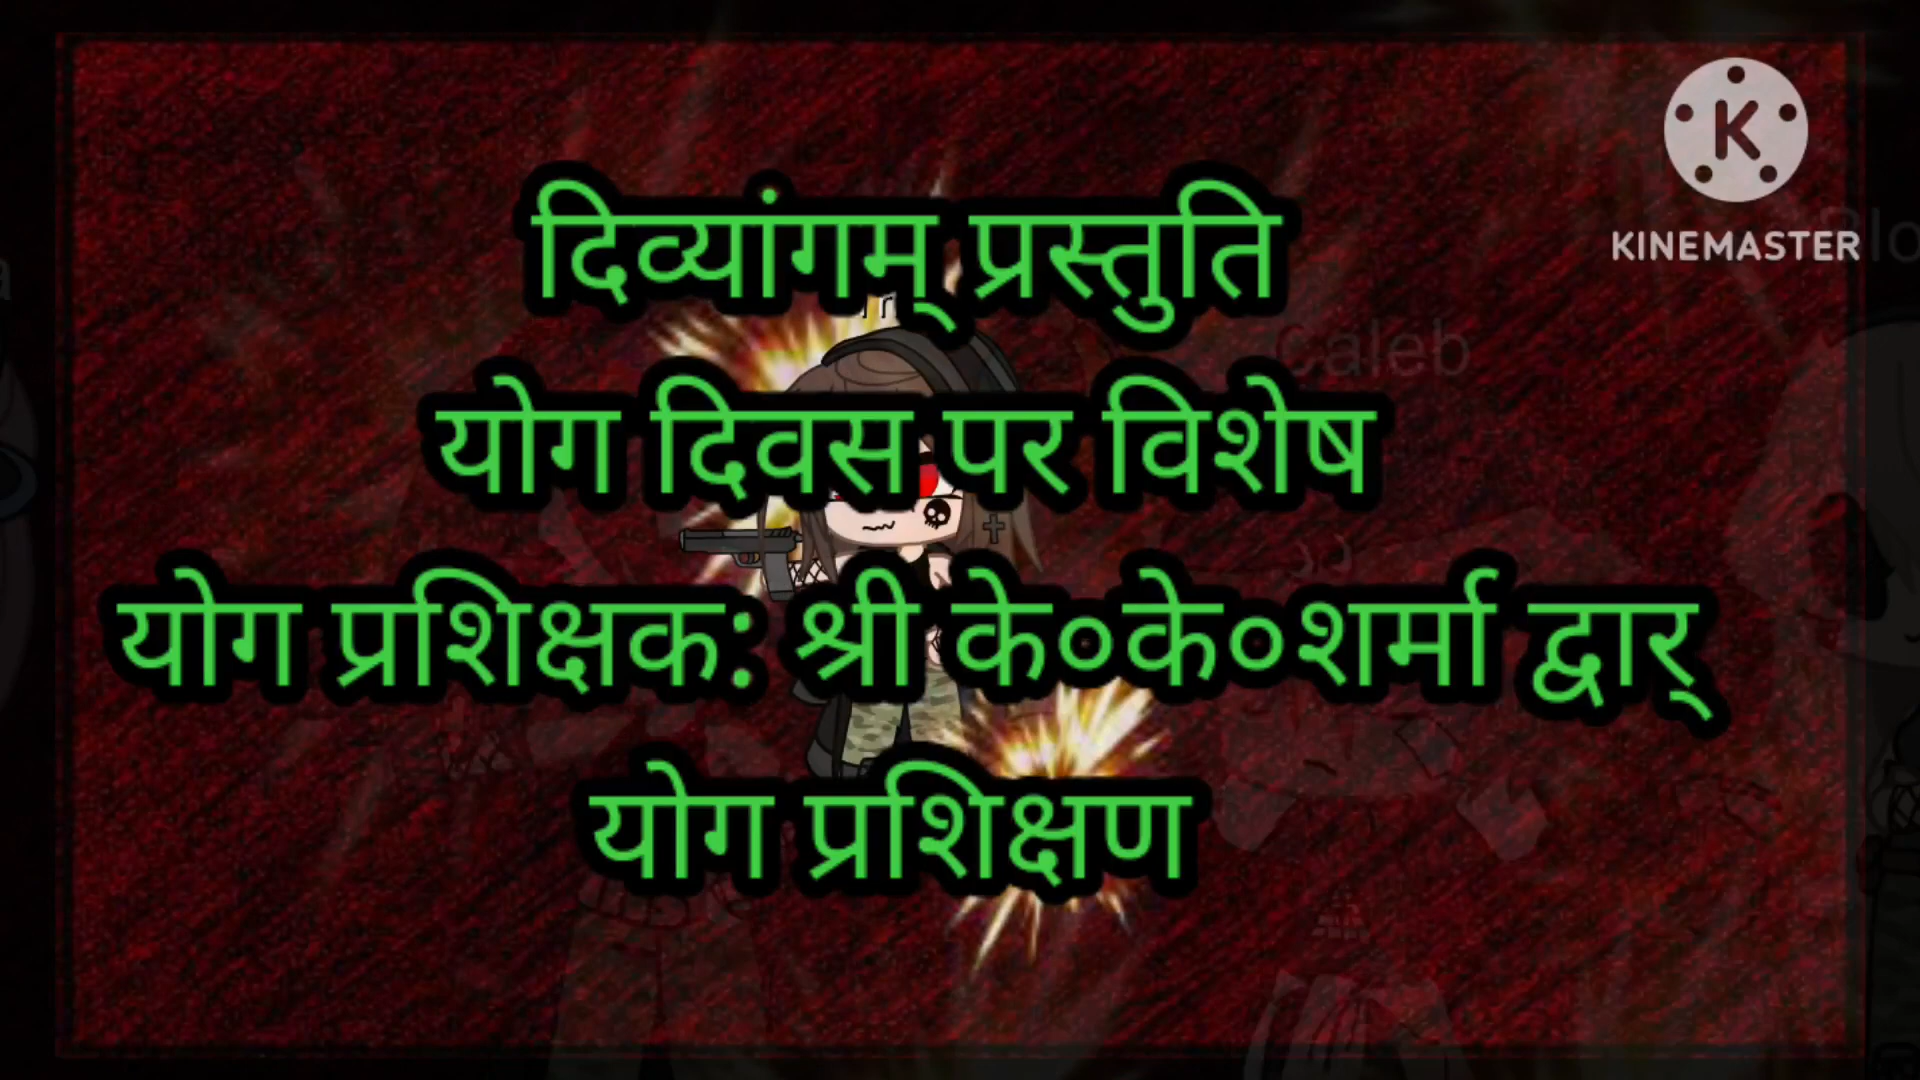 दिव्यांगम् प्रस्तुति
योग दिवस पर विशेष
योग प्रशिक्षक: श्री के०के०शर्मा द्वार्
योग प्रशिक्षण
K
KINEMASTER
Caleb